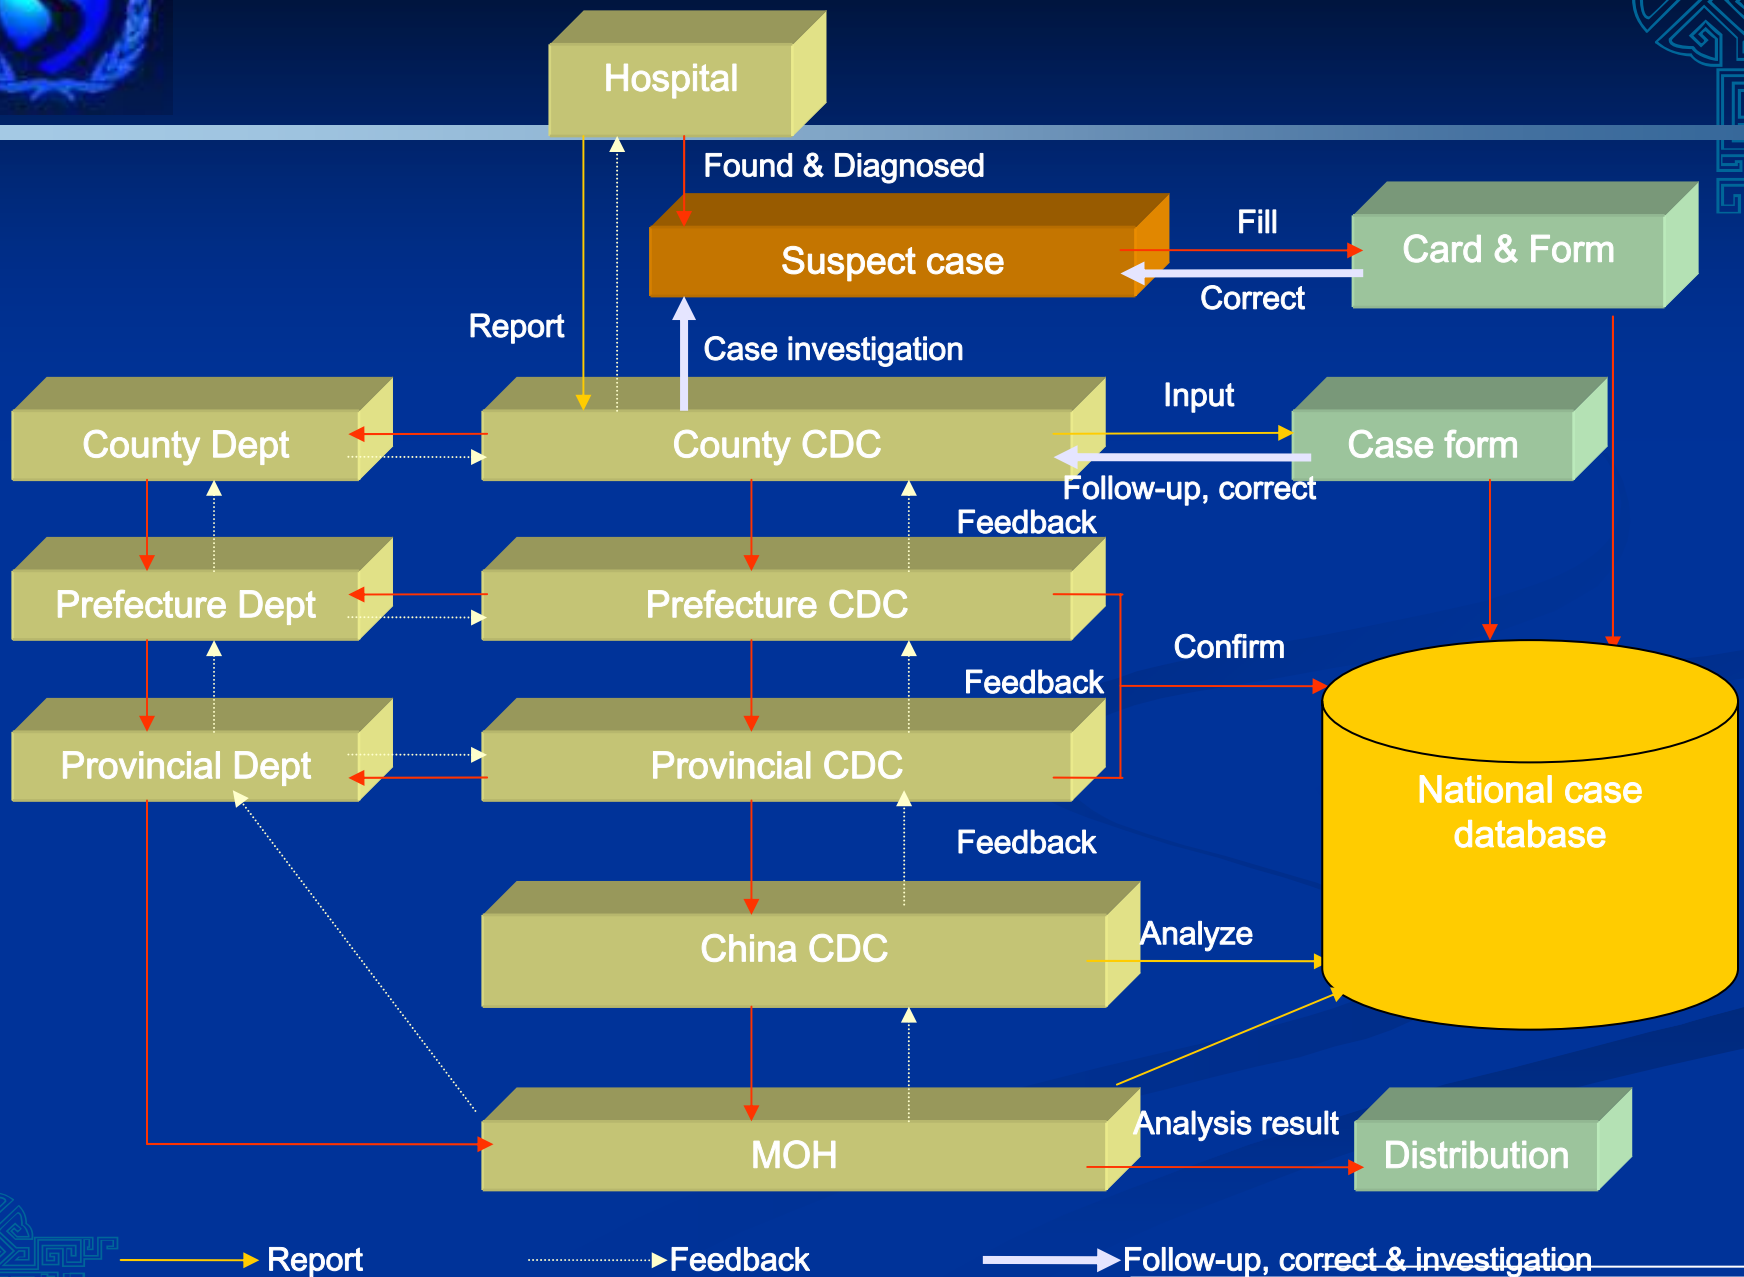 Hospital
Found & Diagnosed
Suspect case
Fill
Card & Form
Correct
Report
Case investigation
Input
County Dept
County CDC
Case form
Follow-up, correct
Feedback
Prefecture Dept
Prefecture CDC
Confirm
Feedback
Provincial Dept
Provincial CDC
National case
database
Feedback
China CDC
Analyze
Analysis result
MOH
Distribution
Report
Feedback
Follow-up, correct & investigation